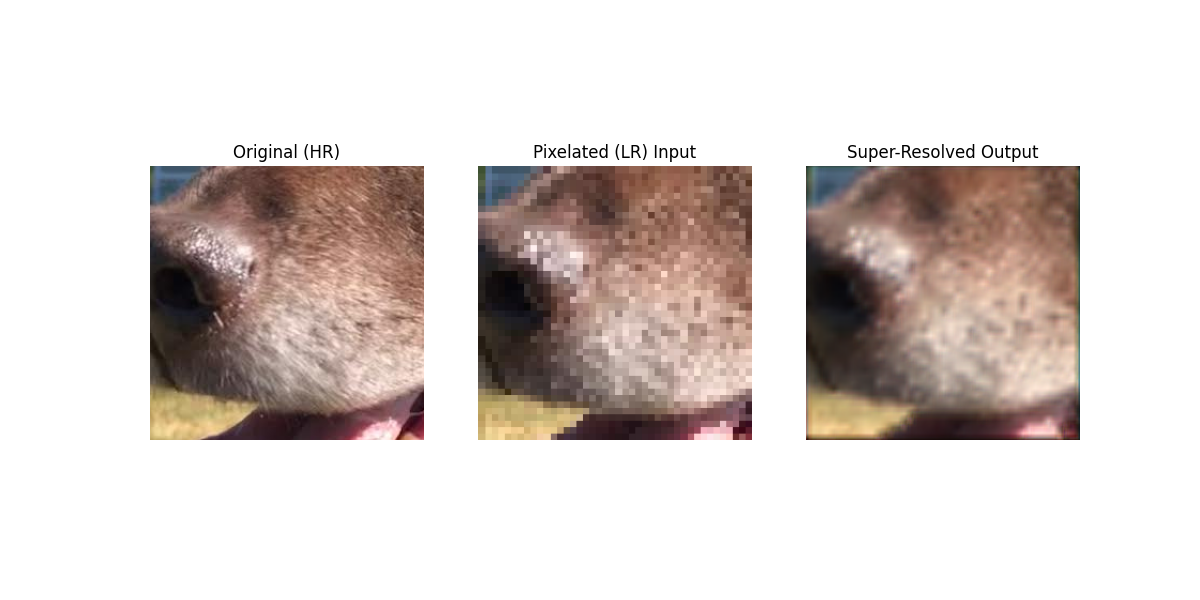 Original (HR)
Pixelated (LR) Input
Super-Resolved Output